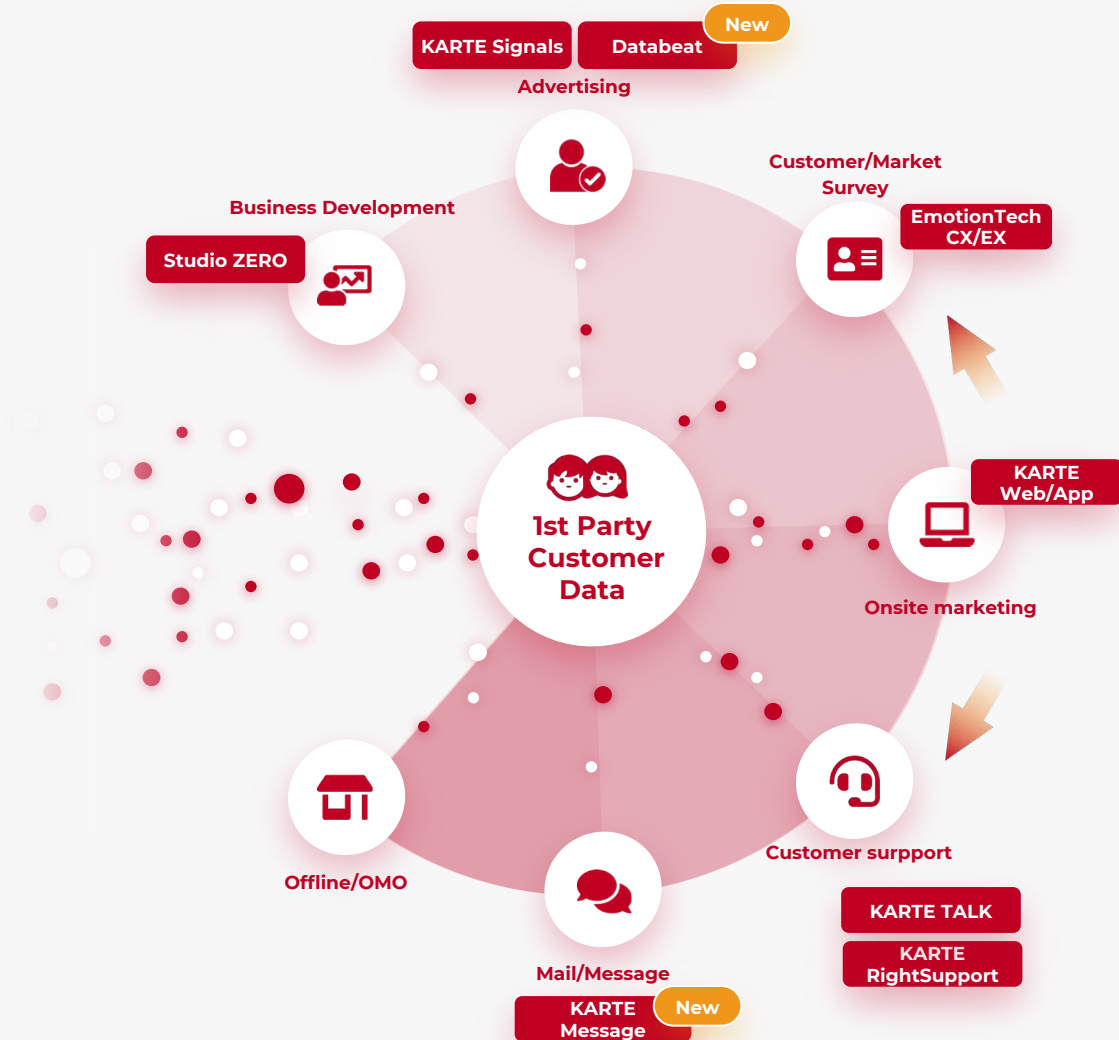 New
KARTE Signals
Databeat
Advertising
Customer/Market
Survey
EmotionTech
CX/EX
Business Development
Studio ZERO
1st Party
Customer
Data
KARTE
Web/App
Onsite marketing
Customer surpport
KARTE TALK
KARTE
RightSupport
Offline/OMO
Mail/Message
KARTE
Message
New